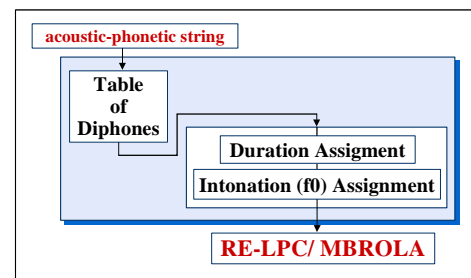 acoustic-phonetic string
Table
of
Diphones
Duration Assigment
Intonation (f0) Assignment
RE-LPC/ MBROLA